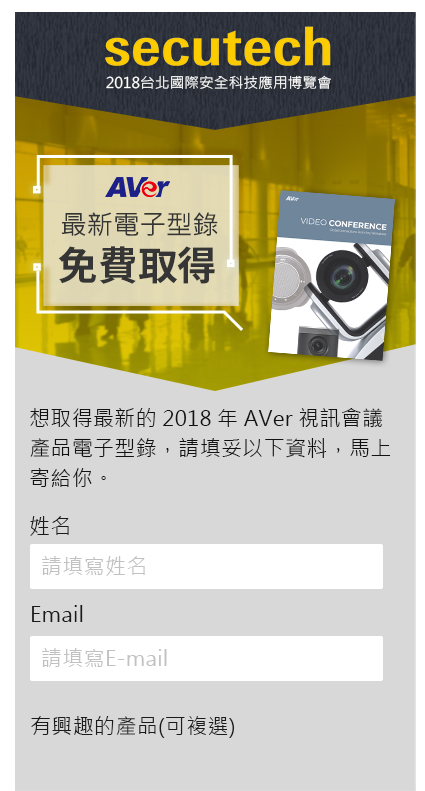 secutech
2018台北國際安全科技應用博覽會
AVer
最新電子型錄
免費取得
AVer
VIDEO CONFERENCE
想取得最新的 2018 年 AVer 視訊會議
產品電子型錄，請填妥以下資料，馬上
寄給你。
姓名
請填寫姓名
Email
請填寫E-mail
有興趣的產品(可複選)